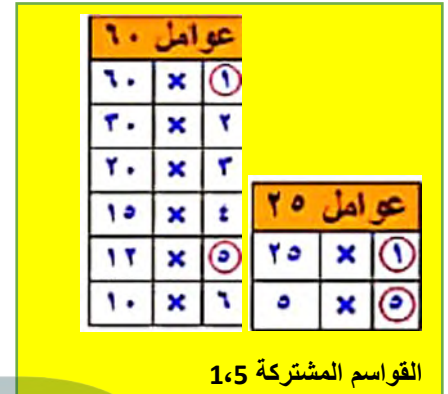 عوامل ٦٠
١ × ٦٠
٢ × ٣٠
٣ × ٢٠
٤ × ١٥
٥ × ١٢
٦ × ١٠
عوامل ٢٥
١ × ٢٥
٥ × ٥
القواسم المشتركة 1،5